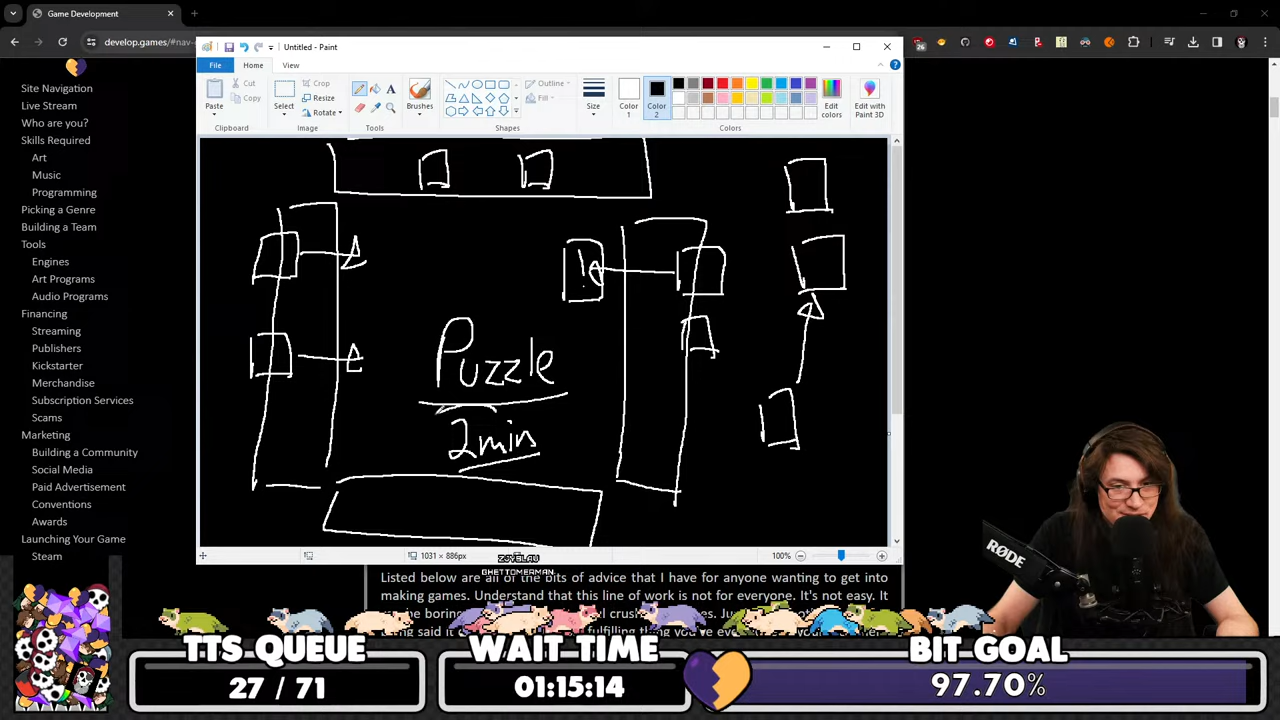 Game Development
develop.games/#nav-
Untitled - Paint
File
Home
View
Paste
Cut
Copy
Clipboard
Select
Crop
Resize
Rotate
Image
Tools
Brushes
Shapes
Outline
Fill
Size
Color
1
Color
2
Edit
colors
Colors
Edit with
Paint 3D
Site Navigation
Live Stream
Who are you?
Skills Required
Art
Music
Programming
Picking a Genre
Building a Team
Tools
Engines
Art Programs
Audio Programs
Financing
Streaming
Publishers
Kickstarter
Merchandise
Subscription Services
Scams
Marketing
Building a Community
Social Media
Paid Advertisement
Conventions
Awards
Launching Your Game
Steam
Puzzle
2min
1031 × 886px
100%
GHETTOMERMAN
Listed below are all of the bits of advice that I have for anyone wanting to get into
making games. Understand that this line of work is not for everyone. It's not easy. It
RØDE
TTS QUEUE
27 / 71
WAIT TIME
01:15:14
BIT GOAL
97.70%